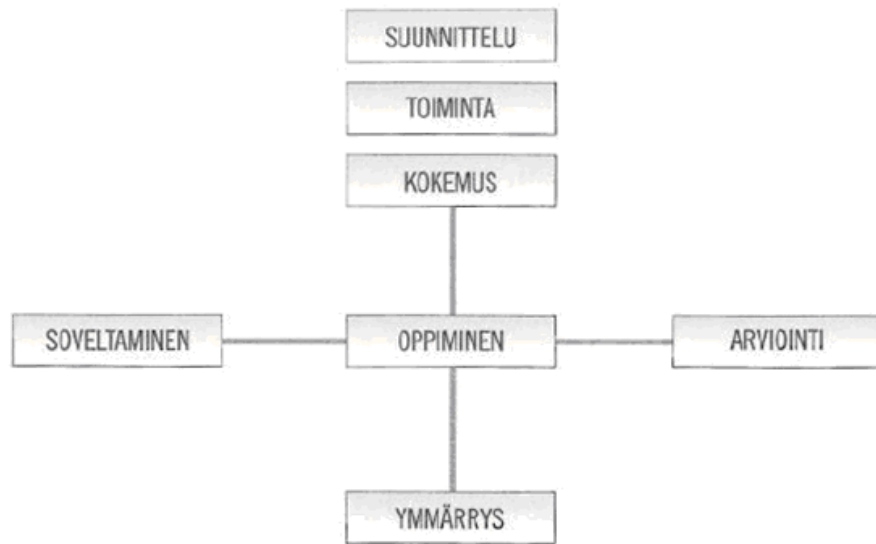 SUUNNITTELU
TOIMINTA
KOKEMUS
SOVELTAMINEN
OPPIMINEN
ARVIOINTI
YMMÄRRYS